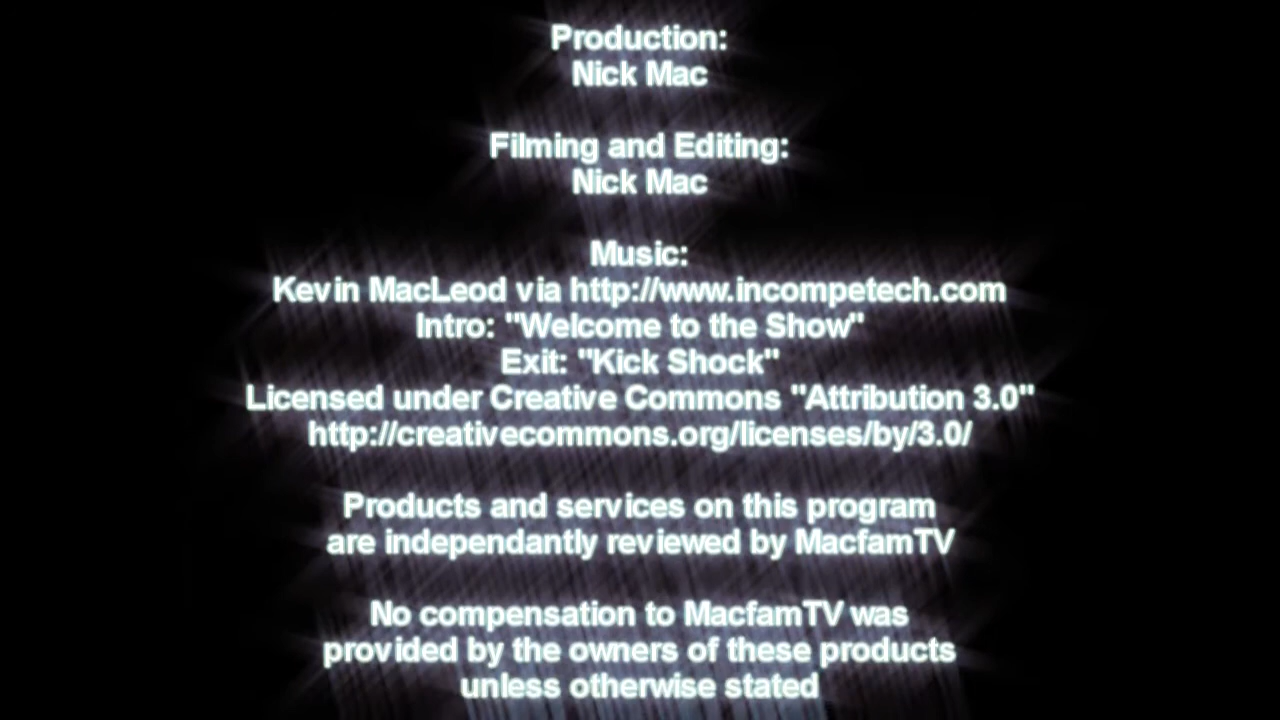 Production:
Nick Mac
Filming and Editing:
Nick Mac
Music:
Kevin MacLeod via http://www.incompetech.com
Intro: "Welcome to the Show"
Exit: "Kick Shock"
Licensed under Creative Commons "Attribution 3.0"
http://creativecommons.org/licenses/by/3.0/
Products and services on this program
are independantly reviewed by MacfamTV
No compensation to MacfamTV was
provided by the owners of these products
unless otherwise stated